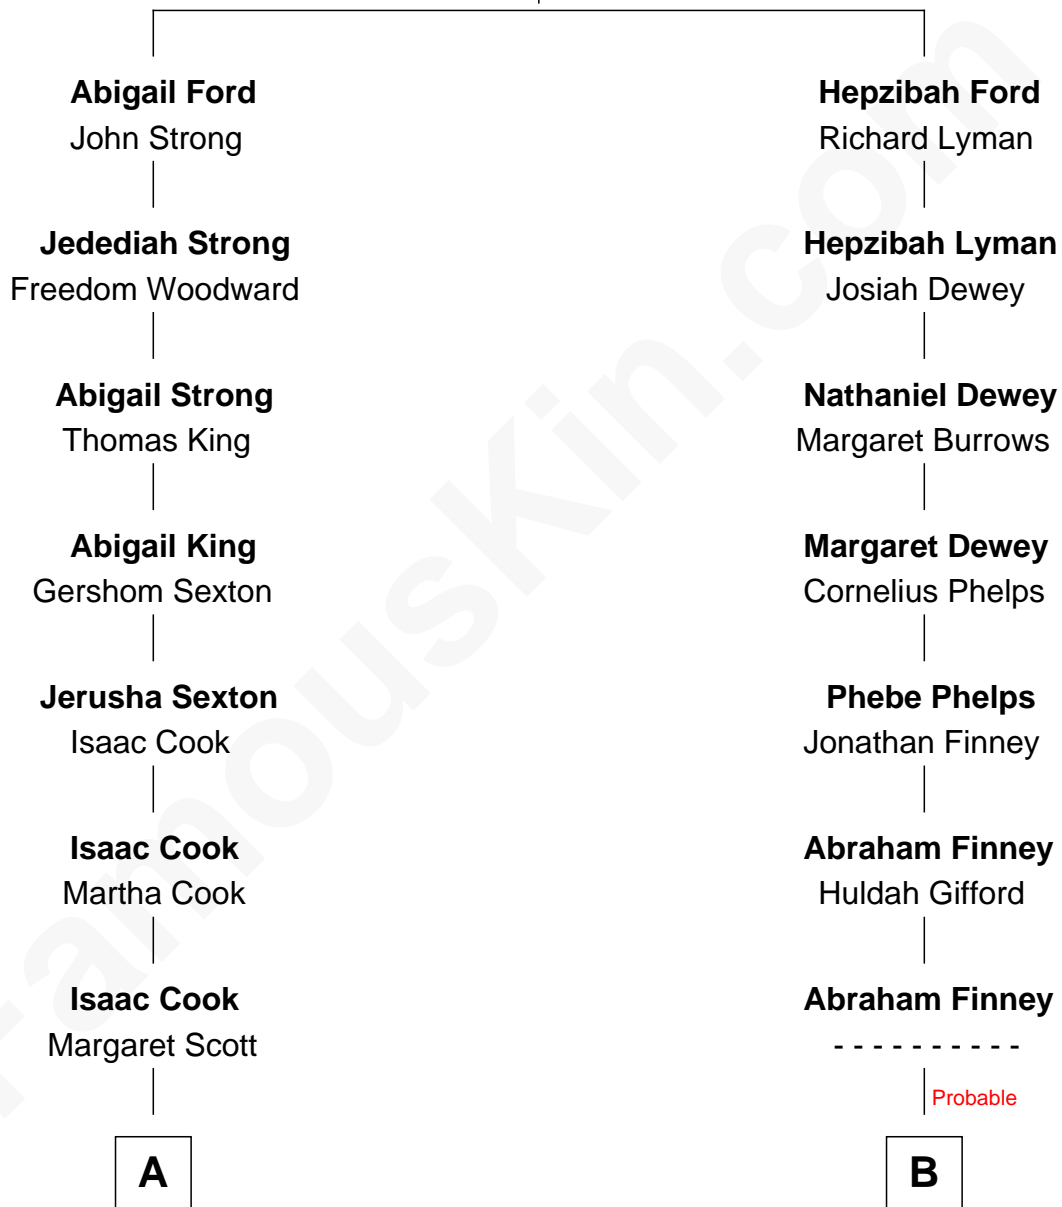 Abigail Ford
John Strong
Jedediah Strong
Freedom Woodward
Abigail Strong
Thomas King
Abigail King
Gershom Sexton
Jerusha Sexton
Isaac Cook
Isaac Cook
Martha Cook
Isaac Cook
Margaret Scott
A
Hepzibah Ford
Richard Lyman
Hepzibah Lyman
Josiah Dewey
Nathaniel Dewey
Margaret Burrows
Margaret Dewey
Cornelius Phelps
Phebe Phelps
Jonathan Finney
Abraham Finney
Huldah Gifford
Abraham Finney
- - - - - - - - - -
Probable
B
FamousKin.com